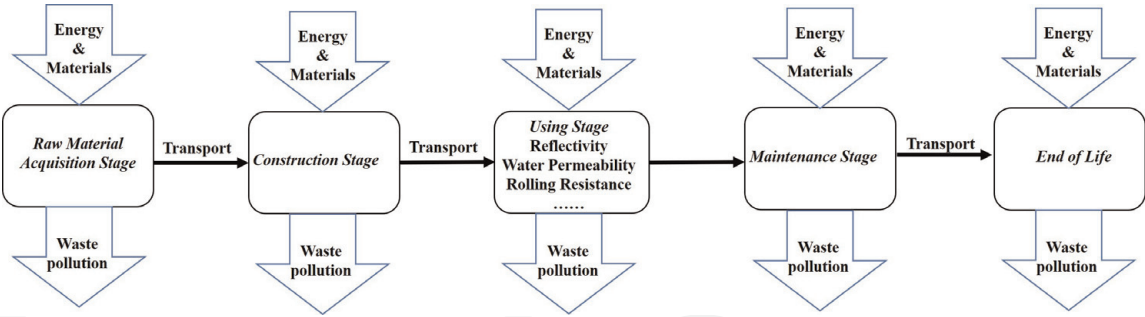 Energy
&
Materials
Energy
&
Materials
Energy
&
Materials
Energy
&
Materials
Energy
&
Materials
Raw Material
Acquisition Stage
Transport
Construction Stage
Transport
Using Stage
Reflectivity
Water Permeability
Rolling Resistance
......
Maintenance Stage
Transport
End of Life
Waste
pollution
Waste
pollution
Waste
pollution
Waste
pollution
Waste
pollution